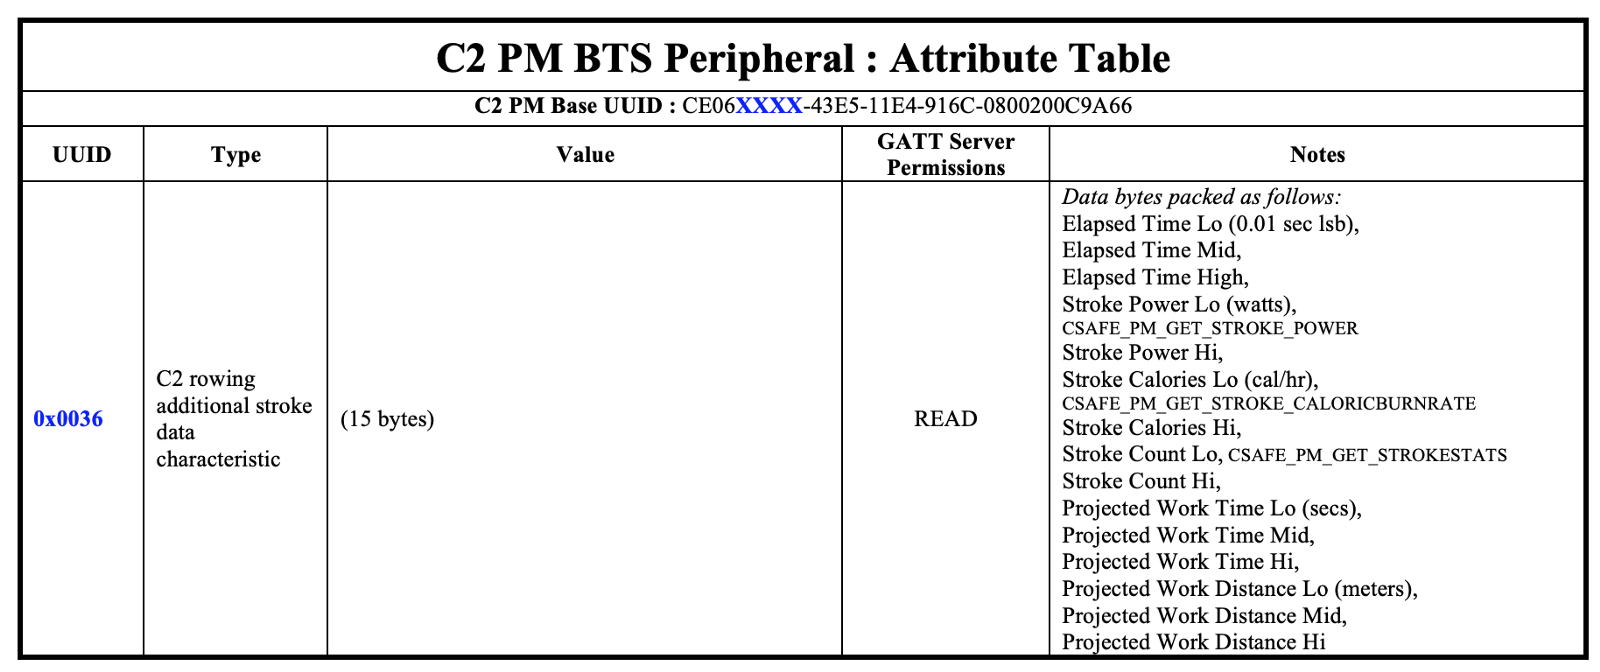 C2 PM BTS Peripheral : Attribute Table
C2 PM Base UUID : CE06XXXX-43E5-11E4-916C-0800200C9A66
UUID
Type
Value
GATT Server
Permissions
Notes
0x0036
C2 rowing
additional stroke
data
characteristic
(15 bytes)
READ
Data bytes packed as follows:
Elapsed Time Lo (0.01 sec lsb),
Elapsed Time Mid,
Elapsed Time High,
Stroke Power Lo (watts),
CSAFE_PM_GET_STROKE_POWER
Stroke Power Hi,
Stroke Calories Lo (cal/hr),
CSAFE_PM_GET_STROKE_CALORICBURNRATE
Stroke Calories Hi,
Stroke Count Lo, CSAFE_PM_GET_STROKESTATS
Stroke Count Hi,
Projected Work Time Lo (secs),
Projected Work Time Mid,
Projected Work Time Hi,
Projected Work Distance Lo (meters),
Projected Work Distance Mid,
Projected Work Distance Hi